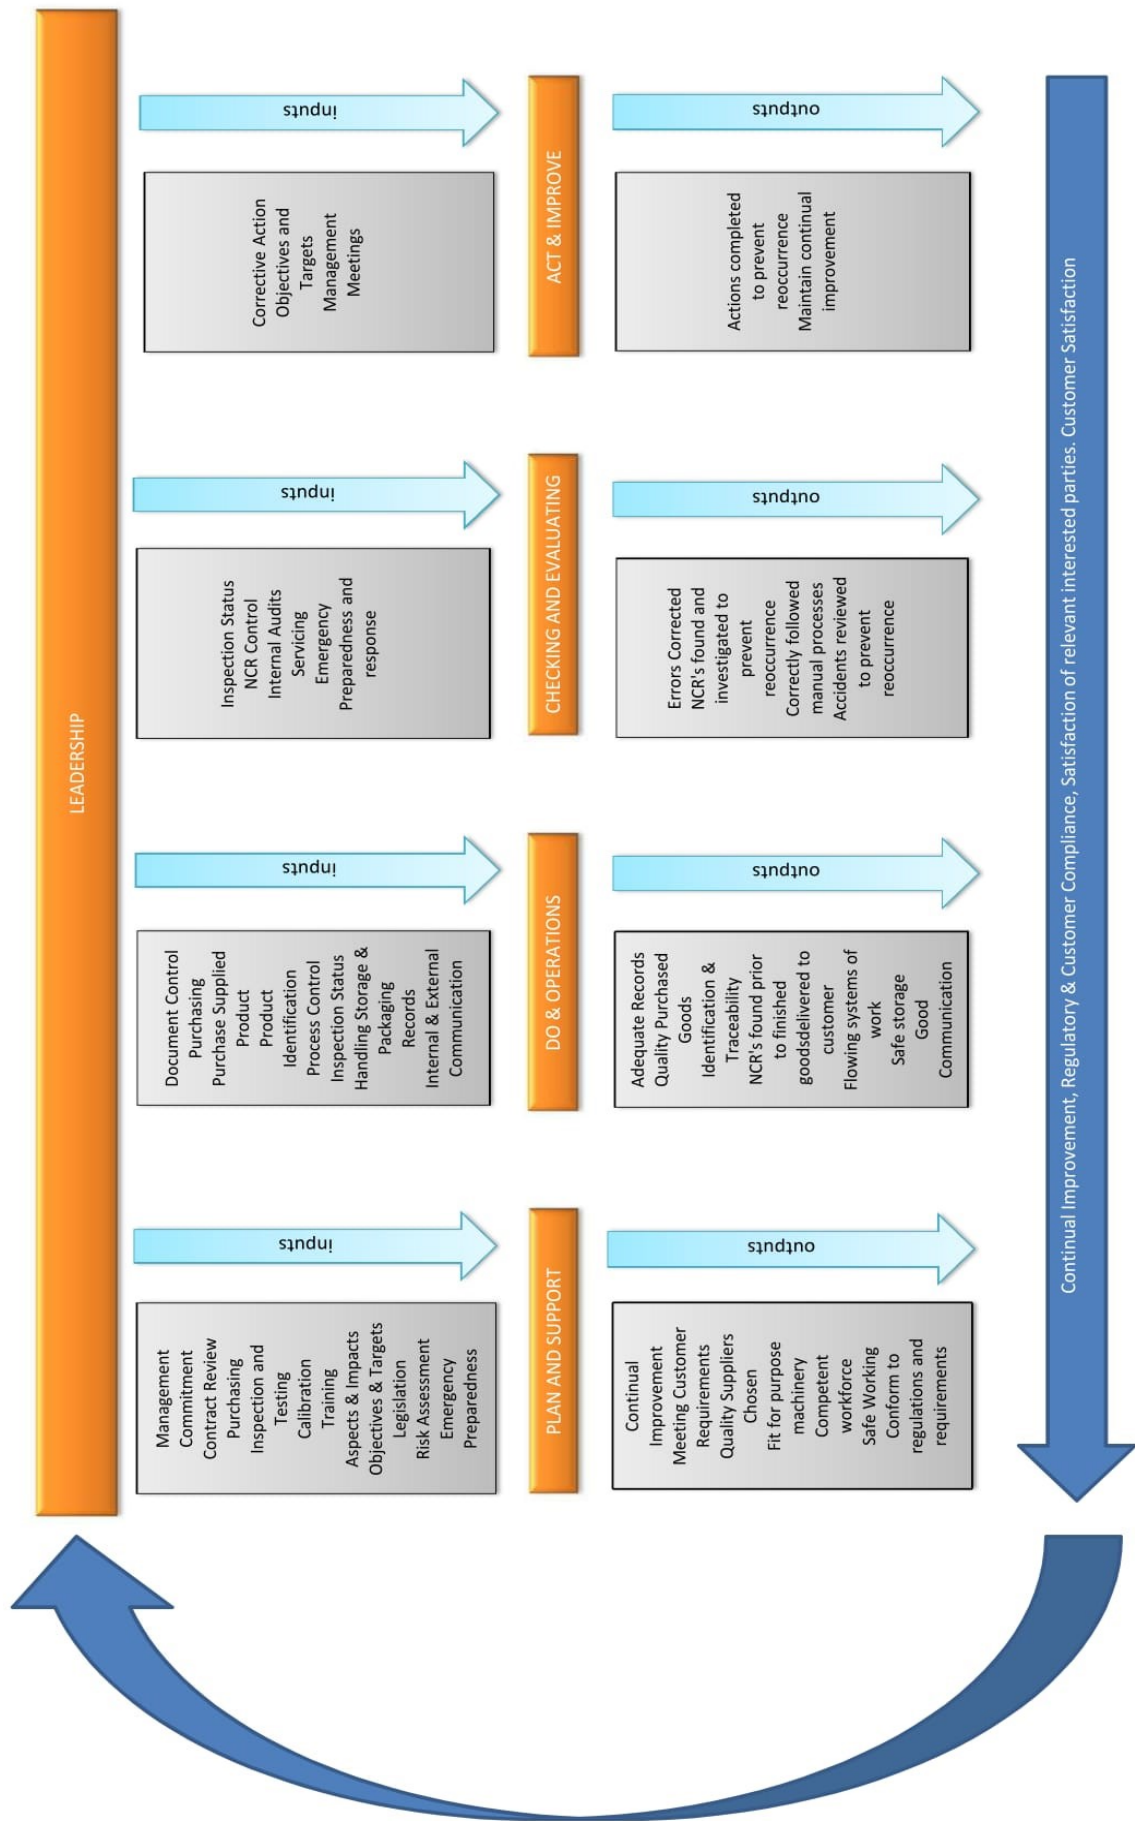 LEADERSHIP
Management
Commitment
Contract Review
Purchasing
Inspection and
Testing
Calibration
Training
Aspects & Impacts
Objectives & Targets
Legislation
Risk Assessment
Emergency
Preparedness
inputs
PLAN AND SUPPORT
Continual
Improvement
Meeting Customer
Requirements
Quality Suppliers
Chosen
Fit for purpose
machinery
Competent
workforce
Safe Working
Conform to
regulations and
requirements
outputs
Document Control
Purchasing
Purchase Supplied
Product
Product
Identification
Process Control
Inspection Status
Handling Storage &
Packaging
Records
Internal & External
Communication
inputs
DO & OPERATIONS
Adequate Records
Quality Purchased
Goods
Identification &
Traceability
NCR's found prior
to finished
goodsdelivered to
customer
Flowing systems of
work
Safe storage
Good
Communication
outputs
Inspection Status
NCR Control
Internal Audits
Servicing
Emergency
Preparedness and
response
inputs
CHECKING AND EVALUATING
Errors Corrected
NCR's found and
investigated to
prevent
reoccurrence
Correctly followed
manual processes
Accidents reviewed
to prevent
reoccurrence
outputs
Corrective Action
Objectives and
Targets
Management
Meetings
inputs
ACT & IMPROVE
Actions completed
to prevent
reoccurrence
Maintain continual
improvement
outputs
Continual Improvement, Regulatory & Customer Compliance, Satisfaction of relevant interested parties. Customer Satisfaction